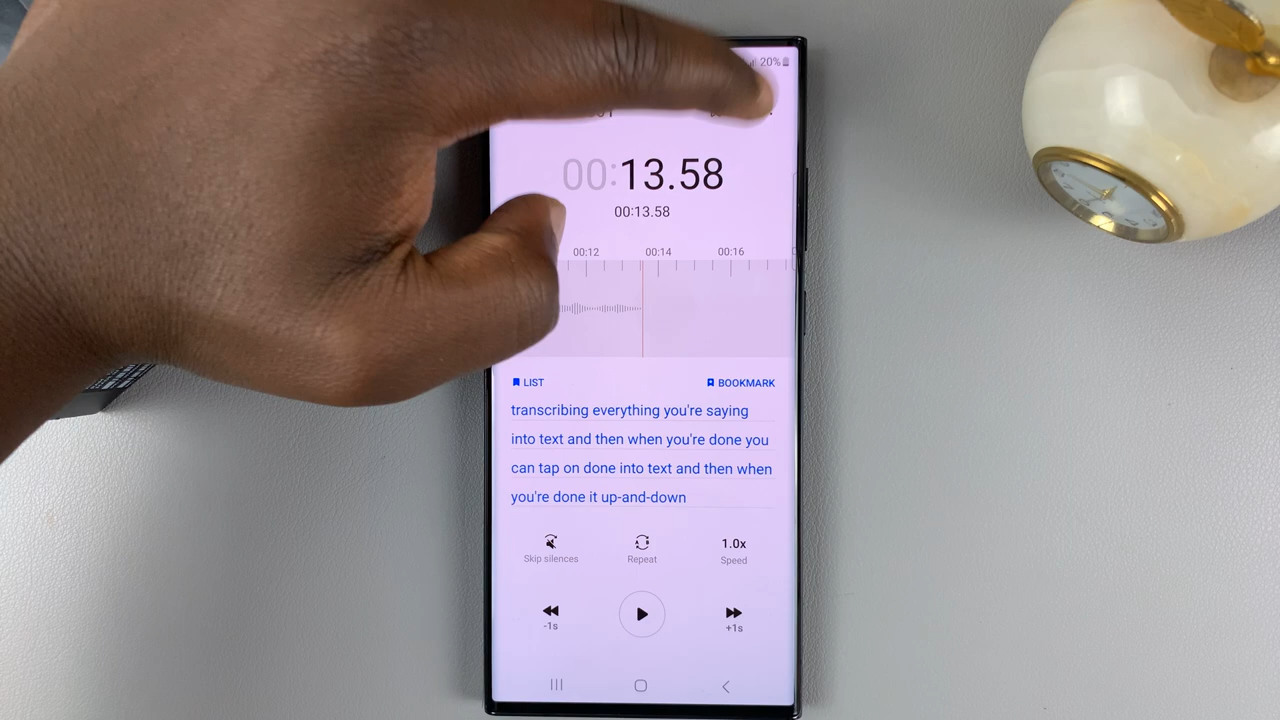 20%
00:13.58
00:13.58
00:12 00:14 00:16
LIST BOOKMARK
transcribing everything you're saying
into text and then when you're done you
can tap on done into text and then when
you're done it up-and-down
Skip silences Repeat 1.0x Speed
-1s +1s